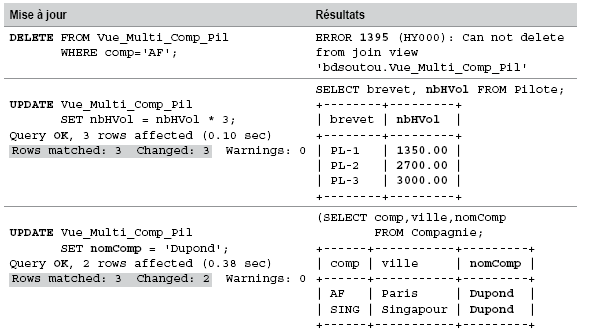 Mise à jour
Résultats
DELETE FROM Vue_Multi_Comp_Pil
WHERE comp='AF';
ERROR 1395 (HY000): Can not delete
from join view
'bdsoutou.Vue_Multi_Comp_Pil'
UPDATE Vue_Multi_Comp_Pil
SET nbHVol = nbHVol * 3;
Query OK, 3 rows affected (0.10 sec)
Rows matched: 3 Changed: 3 Warnings: 0
SELECT brevet, nbHVol FROM Pilote;
+--------+---------+
| brevet | nbHVol |
+--------+---------+
| PL-1 | 1350.00 |
| PL-2 | 2700.00 |
| PL-3 | 3000.00 |
+--------+---------+
UPDATE Vue_Multi_Comp_Pil
SET nomComp = 'Dupond';
Query OK, 2 rows affected (0.38 sec)
Rows matched: 3 Changed: 2 Warnings: 0
(SELECT comp,ville,nomComp
FROM Compagnie;
+------+-----------+---------+
| comp | ville | nomComp |
+------+-----------+---------+
| AF | Paris | Dupond |
| SING | Singapour | Dupond |
+------+-----------+---------+